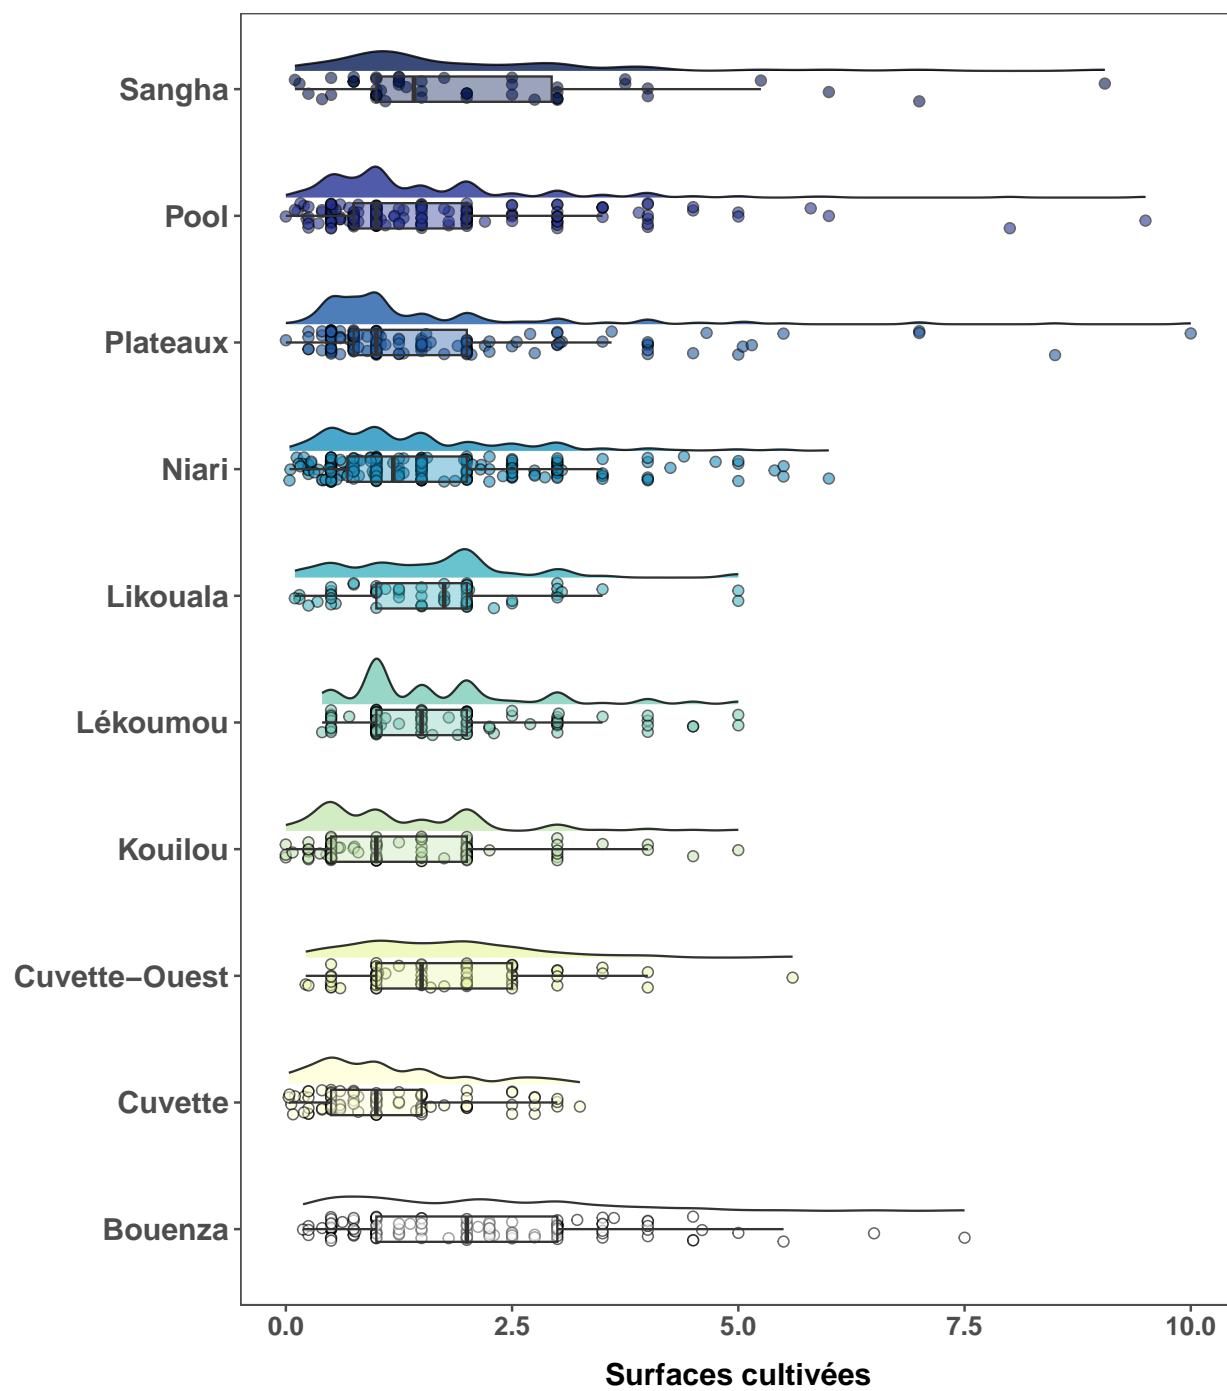 Sangha
Pool
Plateaux
Niari
Likouala
Lékoumou
Kouilou
Cuvette−Ouest
Cuvette
Bouenza
0.0 2.5 5.0 7.5 10.0
Surfaces cultivées